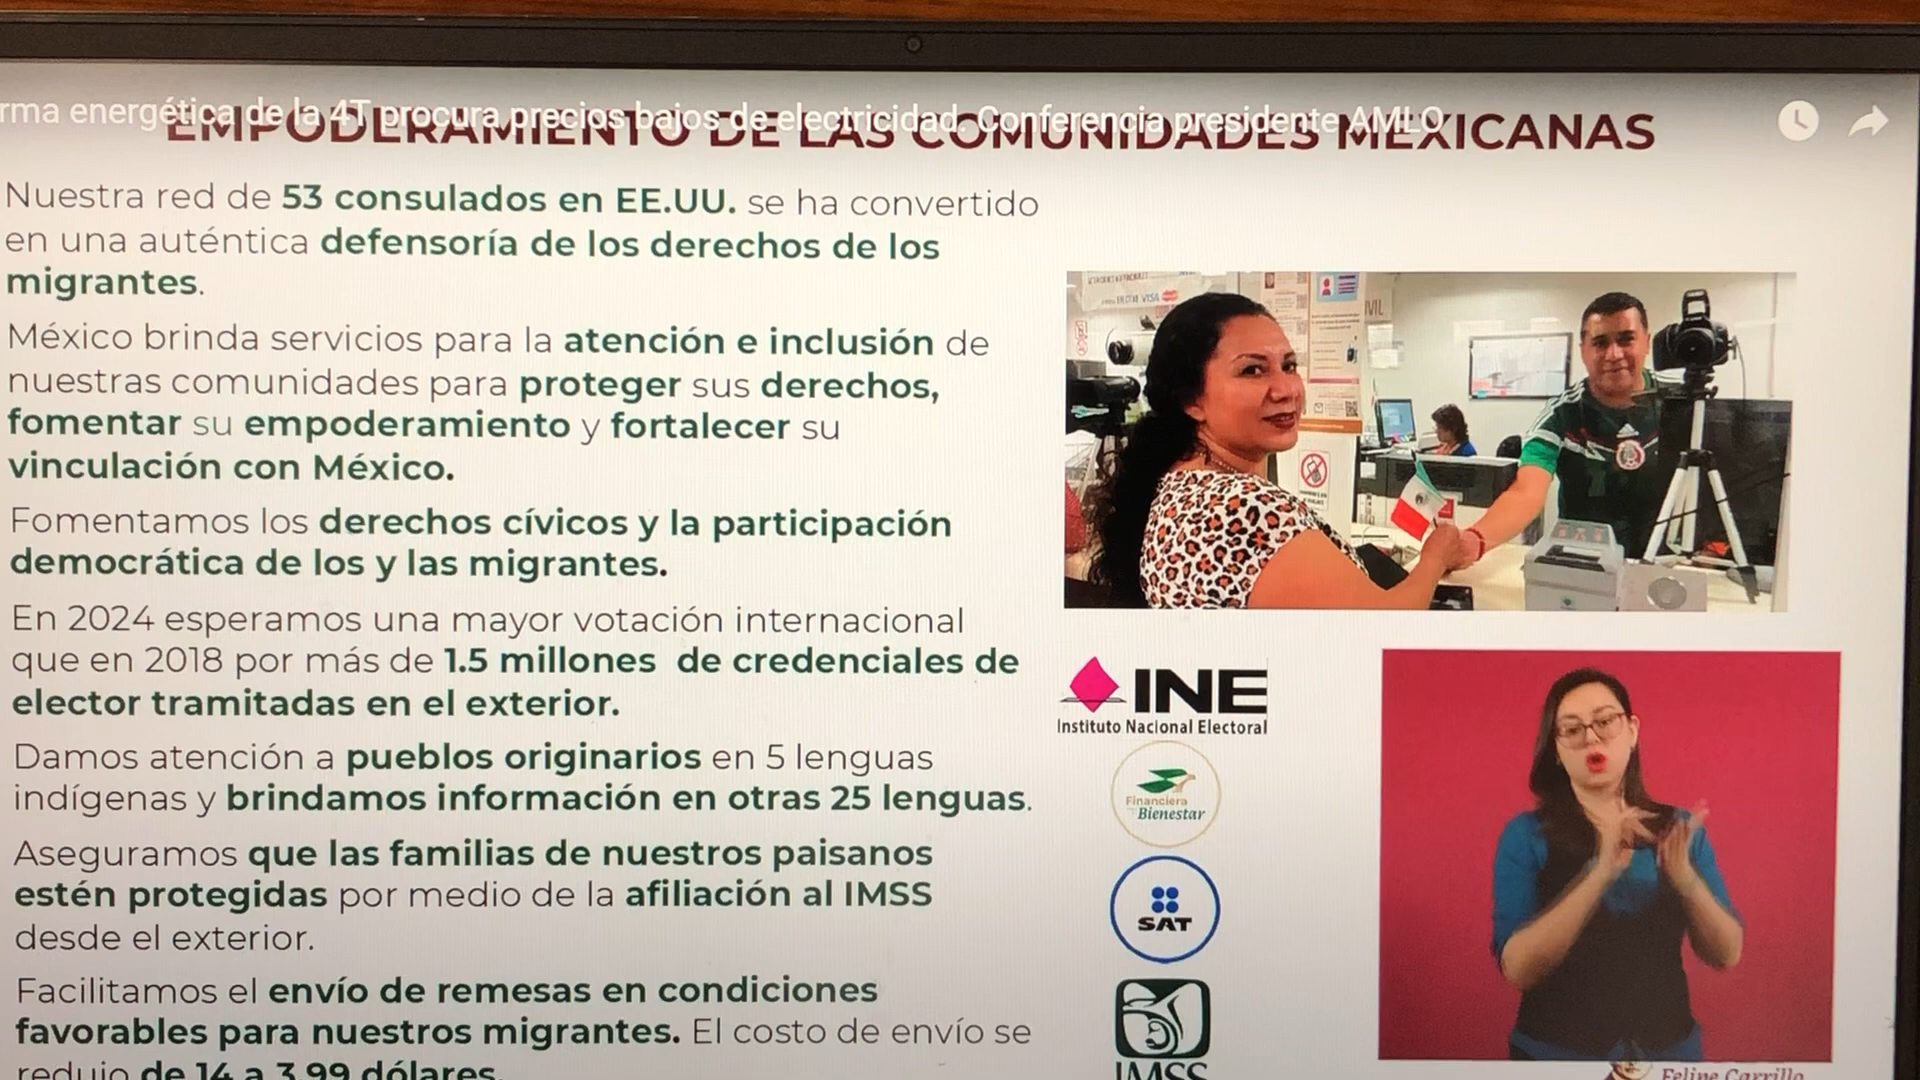 rma energética de la 4T procura precios bajos de electricidad. Conferencia presidente AMLO
EMPODERAMIENTO DE LAS COMUNIDADES MEXICANAS
Nuestra red de 53 consulados en EE.UU. se ha convertido
en una auténtica defensoría de los derechos de los
migrantes.
México brinda servicios para la atención e inclusión de
nuestras comunidades para proteger sus derechos,
fomentar su empoderamiento y fortalecer su
vinculación con México.
Fomentamos los derechos cívicos y la participación
democrática de los y las migrantes.
En 2024 esperamos una mayor votación internacional
que en 2018 por más de 1.5 millones de credenciales de
elector tramitadas en el exterior.
Damos atención a pueblos originarios en 5 lenguas
indígenas y brindamos información en otras 25 lenguas.
Aseguramos que las familias de nuestros paisanos
estén protegidas por medio de la afiliación al IMSS
desde el exterior.
Facilitamos el envío de remesas en condiciones
favorables para nuestros migrantes. El costo de envío se
redujo de 14 a 3.99 dólares.
VISA
INE
Instituto Nacional Electoral
Financiera
Bienestar
SAT
IMSS
Felipe Carrillo